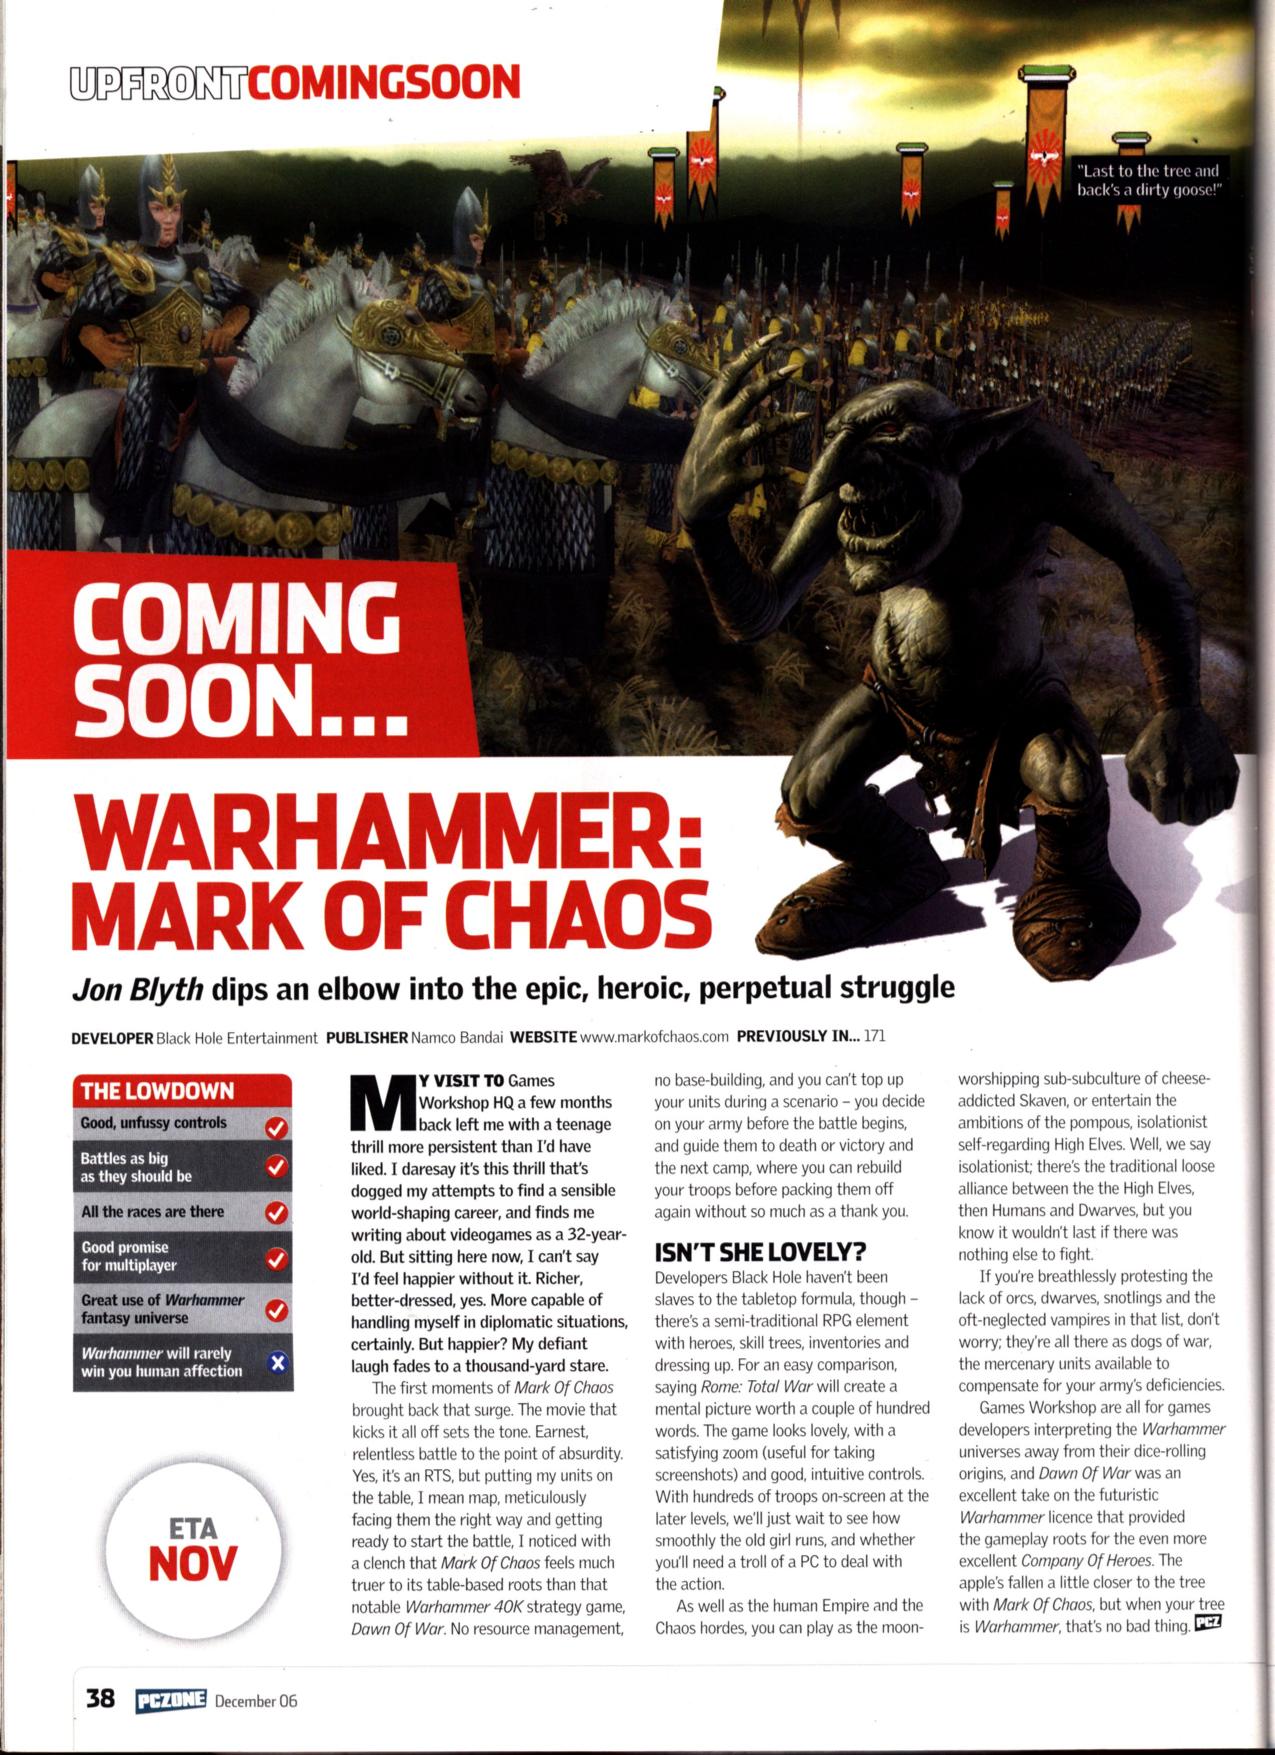 UPFRONTCOMINGSOON
"Last to the tree and
back's a dirty goose!"
COMING
SOON...
WARHAMMER:
MARK OF CHAOS
Jon Blyth dips an elbow into the epic, heroic, perpetual struggle
DEVELOPER Black Hole Entertainment PUBLISHER Namco Bandai WEBSITE www.markofchaos.com PREVIOUSLY IN... 171
THE LOWDOWN
Good, unfussy controls
Battles as big
as they should be
All the races are there
Good promise
for multiplayer
Great use of Warhammer
fantasy universe
Warhammer will rarely
win you human affection
ETA
NOV
MY VISIT TO Games
Workshop HQ a few months
back left me with a teenage
thrill more persistent than I'd have
liked. I daresay it's this thrill that's
dogged my attempts to find a sensible
world-shaping career, and finds me
writing about videogames as a 32-year-
old. But sitting here now, I can't say
I'd feel happier without it. Richer,
better-dressed, yes. More capable of
handling myself in diplomatic situations,
certainly. But happier? My defiant
laugh fades to a thousand-yard stare.
The first moments of Mark Of Chaos
brought back that surge. The movie that
kicks it all off sets the tone. Earnest,
relentless battle to the point of absurdity.
Yes, it's an RTS, but putting my units on
the table, I mean map, meticulously
facing them the right way and getting
ready to start the battle, I noticed with
a clench that Mark Of Chaos feels much
truer to its table-based roots than that
notable Warhammer 40K strategy game,
Dawn Of War. No resource management,
no base-building, and you can't top up
your units during a scenario – you decide
on your army before the battle begins,
and guide them to death or victory and
the next camp, where you can rebuild
your troops before packing them off
again without so much as a thank you.
ISN'T SHE LOVELY?
Developers Black Hole haven't been
slaves to the tabletop formula, though –
there's a semi-traditional RPG element
with heroes, skill trees, inventories and
dressing up. For an easy comparison,
saying Rome: Total War will create a
mental picture worth a couple of hundred
words. The game looks lovely, with a
satisfying zoom (useful for taking
screenshots) and good, intuitive controls.
With hundreds of troops on-screen at the
later levels, we'll just wait to see how
smoothly the old girl runs, and whether
you'll need a troll of a PC to deal with
the action.
As well as the human Empire and the
Chaos hordes, you can play as the moon-
worshipping sub-subculture of cheese-
addicted Skaven, or entertain the
ambitions of the pompous, isolationist
self-regarding High Elves. Well, we say
isolationist; there's the traditional loose
alliance between the the High Elves,
then Humans and Dwarves, but you
know it wouldn't last if there was
nothing else to fight.
If you're breathlessly protesting the
lack of orcs, dwarves, snotlings and the
oft-neglected vampires in that list, don't
worry; they're all there as dogs of war,
the mercenary units available to
compensate for your army's deficiencies.
Games Workshop are all for games
developers interpreting the Warhammer
universes away from their dice-rolling
origins, and Dawn Of War was an
excellent take on the futuristic
Warhammer licence that provided
the gameplay roots for the even more
excellent Company Of Heroes. The
apple's fallen a little closer to the tree
with Mark Of Chaos, but when your tree
is Warhammer, that's no bad thing. PCZ
38 PCZONE December 06